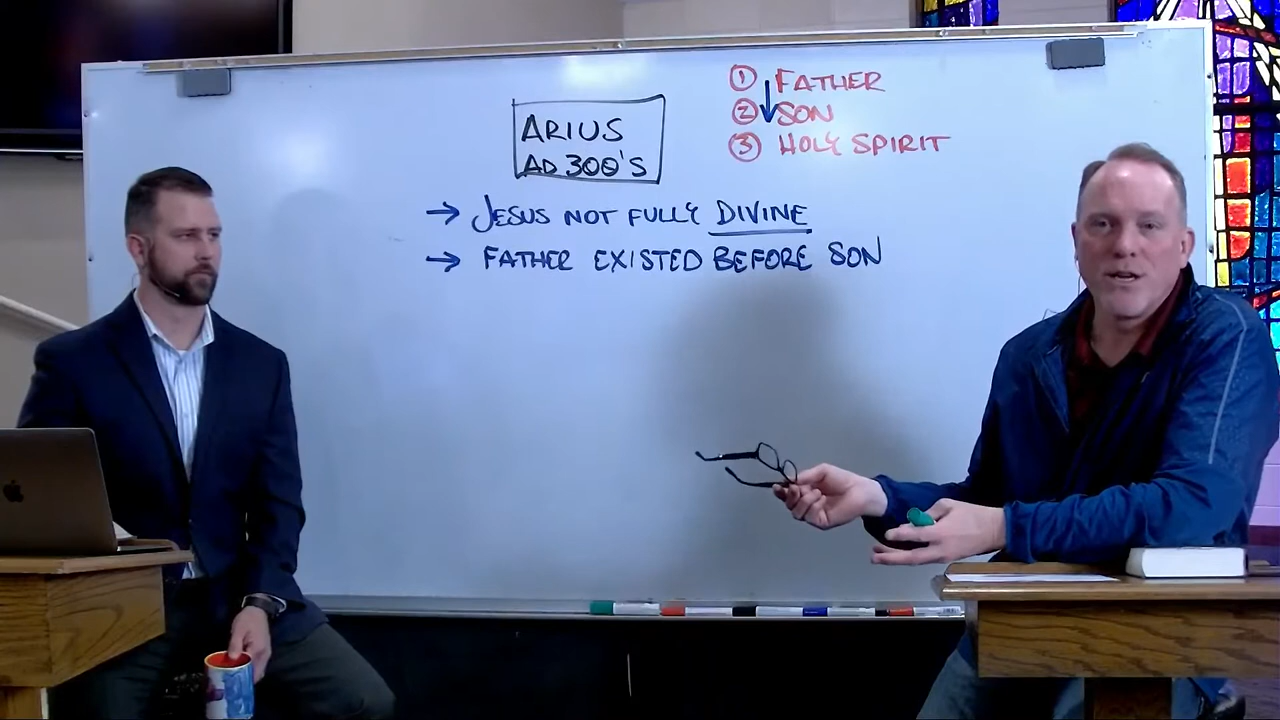 ① FATHER
② SON
③ HOLY SPIRIT
ARIUS
AD 300'S
→ JESUS NOT FULLY DIVINE
→ FATHER EXISTED BEFORE SON